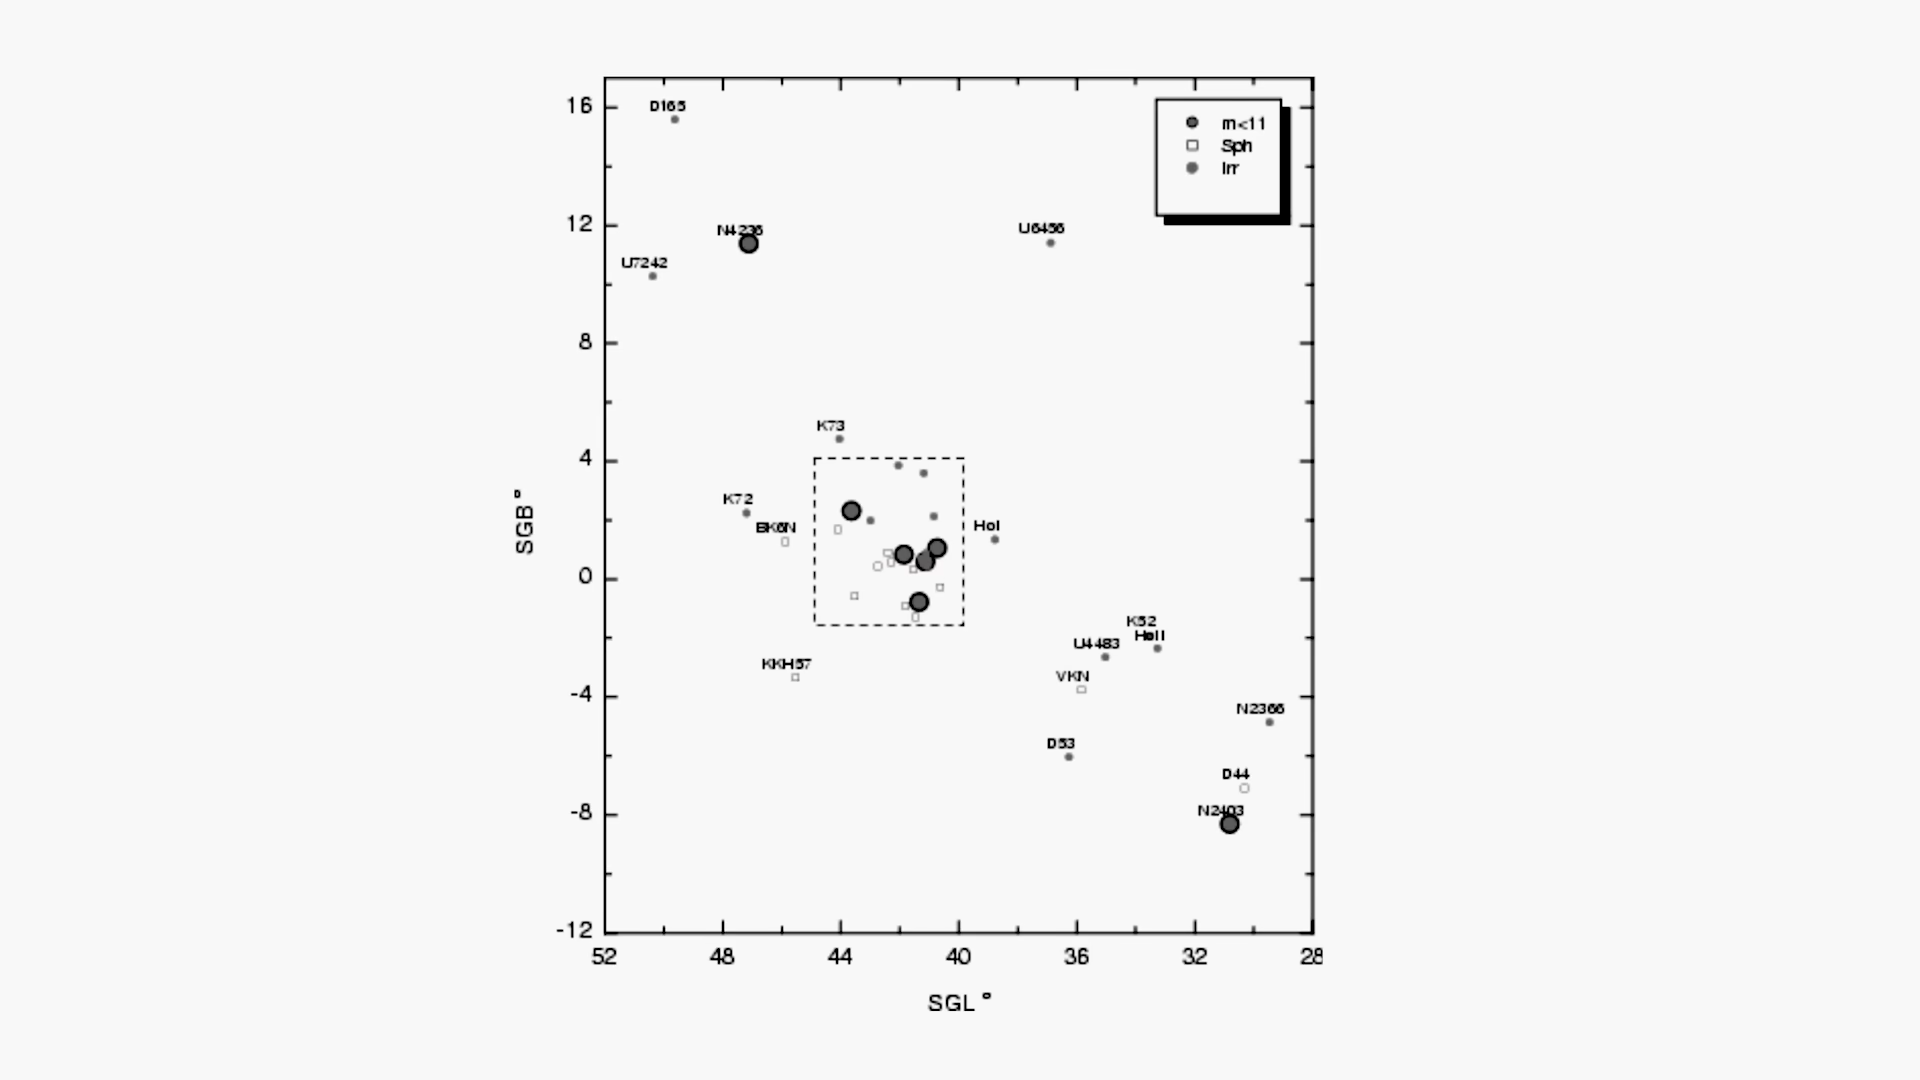 16
D165
m<11
Sph
Irr
12
N4236
U6456
U7242
8
K73
4
K72
BK6N
HoI
SGB °
0
K52
HoII
U4483
KKH57
VKN
-4
N2366
D53
D44
-8
N2403
-12
52 48 44 40 36 32 28
SGL °